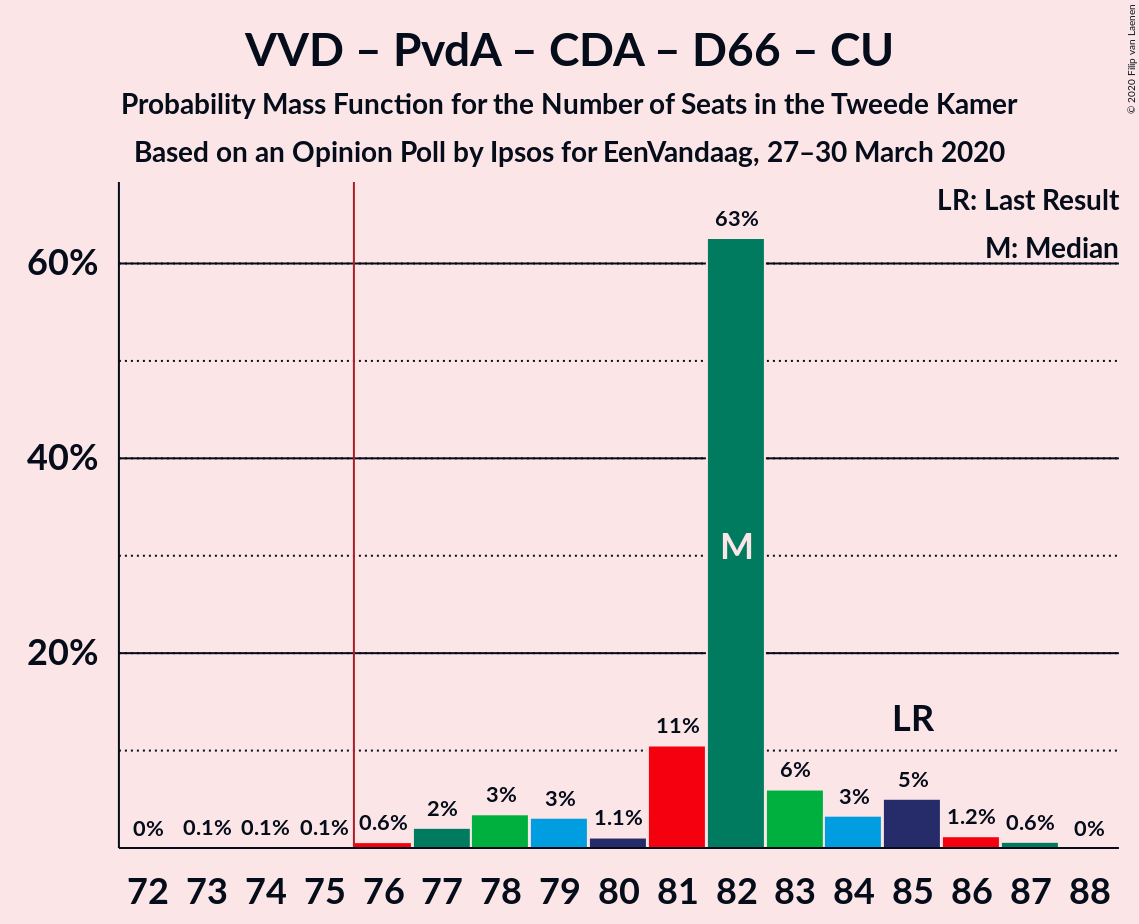 VVD – PvdA – CDA – D66 – CU
Probability Mass Function for the Number of Seats in the Tweede Kamer
Based on an Opinion Poll by Ipsos for EenVandaag, 27–30 March 2020
© 2020 Filip van Laenen
LR: Last Result
M: Median
60%
40%
20%
0%
0.1%
0.1%
0.1%
0.6%
2%
3%
3%
1.1%
11%
63%
M
6%
3%
LR
5%
1.2%
0.6%
0%
72 73 74 75 76 77 78 79 80 81 82 83 84 85 86 87 88